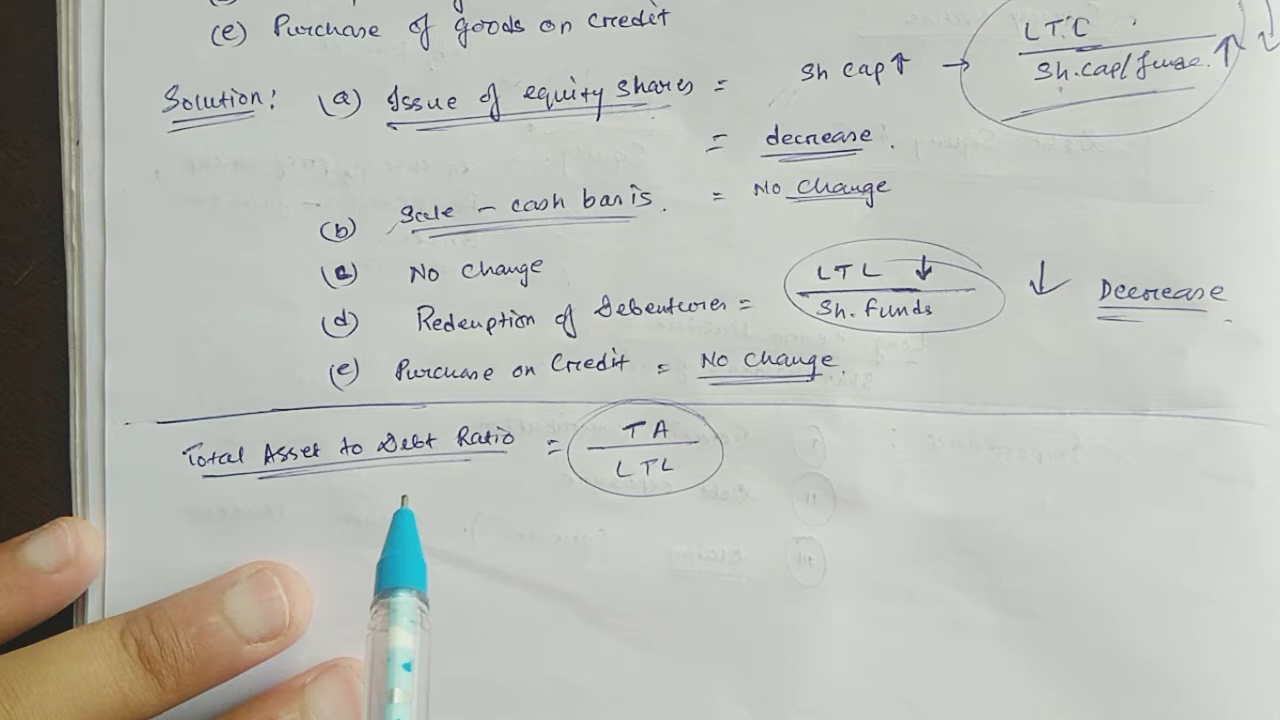 (e) Purchase of goods on credit
Solution: (a) Issue of equity shares = Sh cap↑ → LTL / Sh.cap/funds.↑ ↓
= decrease.
(b) Sale - cash basis. = No change
(c) No change
(d) Redemption of Debentures = LTL ↓ / Sh. Funds ↓ Decrease
(e) Purchase on Credit = No change.
Total Asset to Debt Ratio = TA / LTL